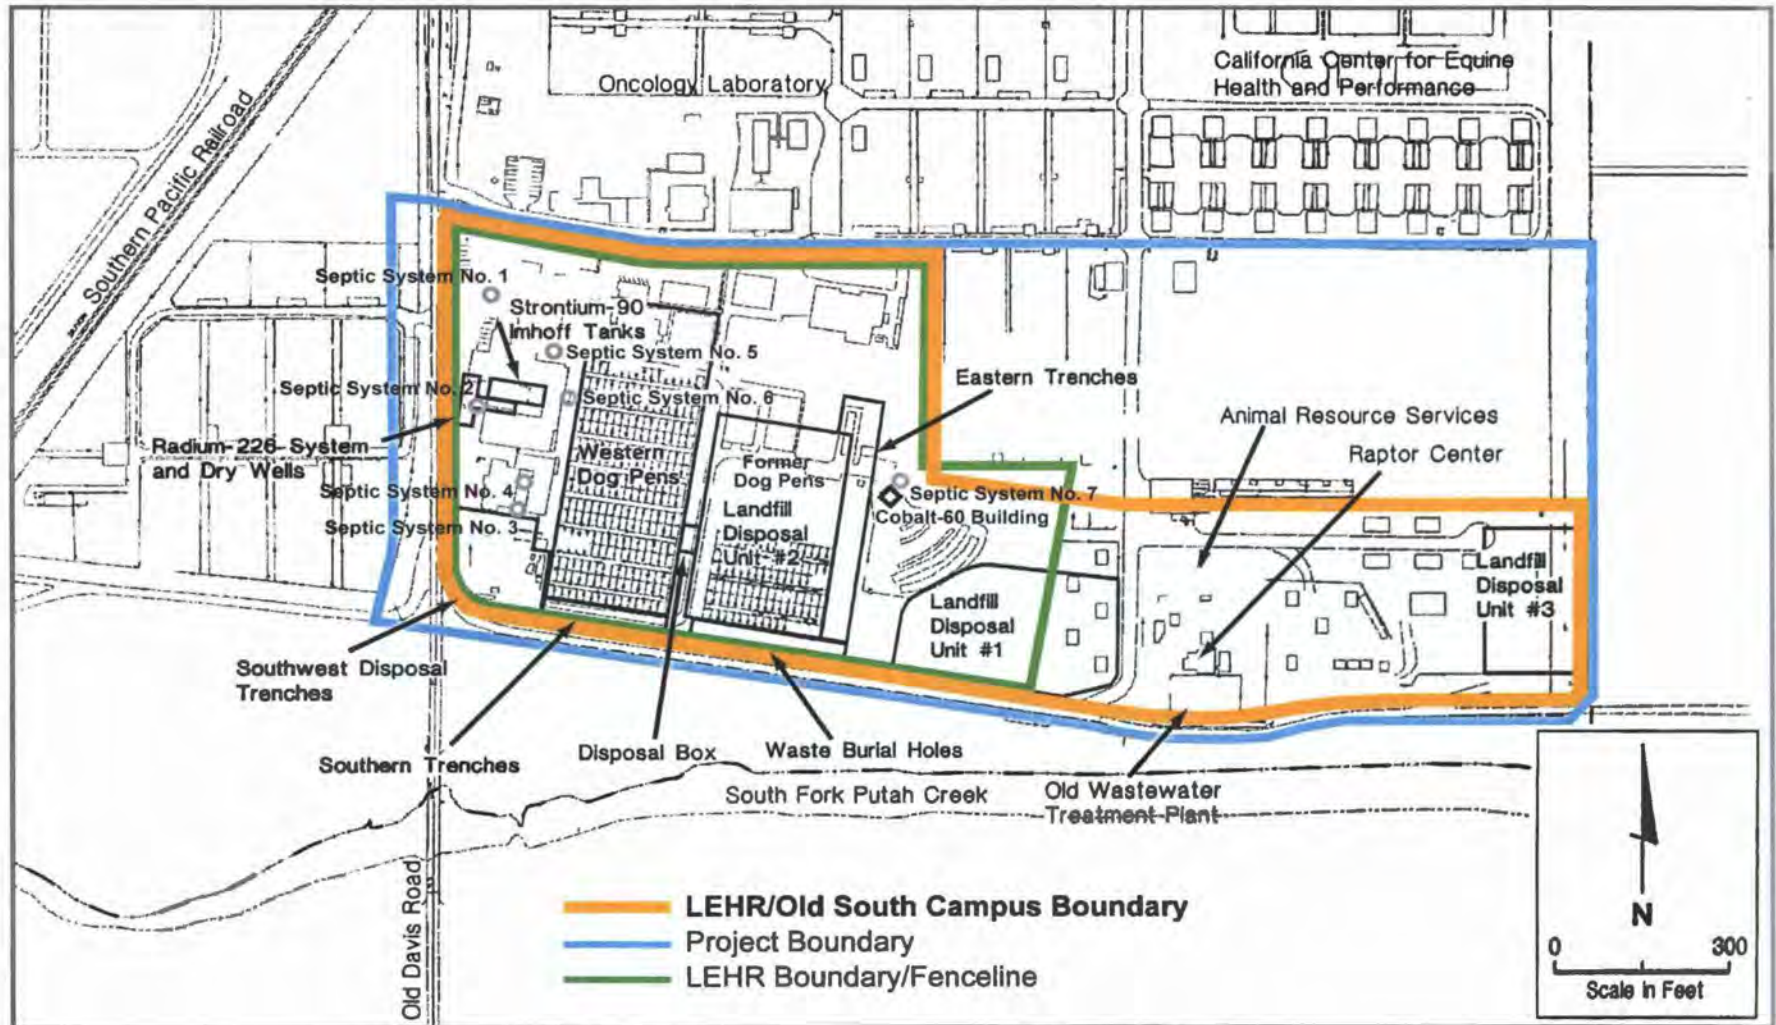 Oncology Laboratory
California Center for Equine
Health and Performance
Southern Pacific Railroad
Septic System No. 1
Strontium-90
Imhoff Tanks
Septic System No. 5
Septic System No. 2
Septic System No. 6
Eastern Trenches
Animal Resource Services
Raptor Center
Radium-226 System
and Dry Wells
Western
Dog Pens
Former
Dog Pens
Landfill
Disposal
Unit #2
Septic System No. 4
Septic System No. 3
Septic System No. 7
Cobalt-60 Building
Landfill
Disposal
Unit #1
Landfill
Disposal
Unit #3
Southwest Disposal
Trenches
Southern Trenches
Disposal Box
Waste Burial Holes
South Fork Putah Creek
Old Wastewater
Treatment Plant
Old Davis Road
LEHR/Old South Campus Boundary
Project Boundary
LEHR Boundary/Fenceline
N
0 300
Scale in Feet